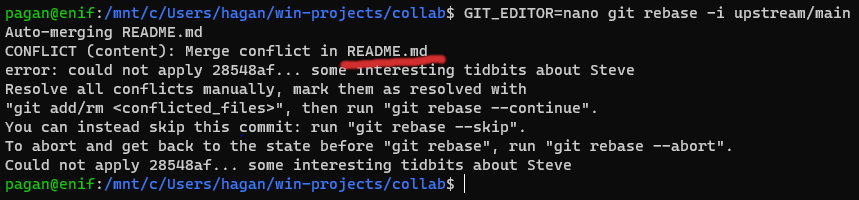 pagan@enif:/mnt/c/Users/hagan/win-projects/collab$ GIT_EDITOR=nano git rebase -i upstream/main
Auto-merging README.md
CONFLICT (content): Merge conflict in README.md
error: could not apply 28548af... some interesting tidbits about Steve
Resolve all conflicts manually, mark them as resolved with
"git add/rm <conflicted_files>", then run "git rebase --continue".
You can instead skip this commit: run "git rebase --skip".
To abort and get back to the state before "git rebase", run "git rebase --abort".
Could not apply 28548af... some interesting tidbits about Steve
pagan@enif:/mnt/c/Users/hagan/win-projects/collab$